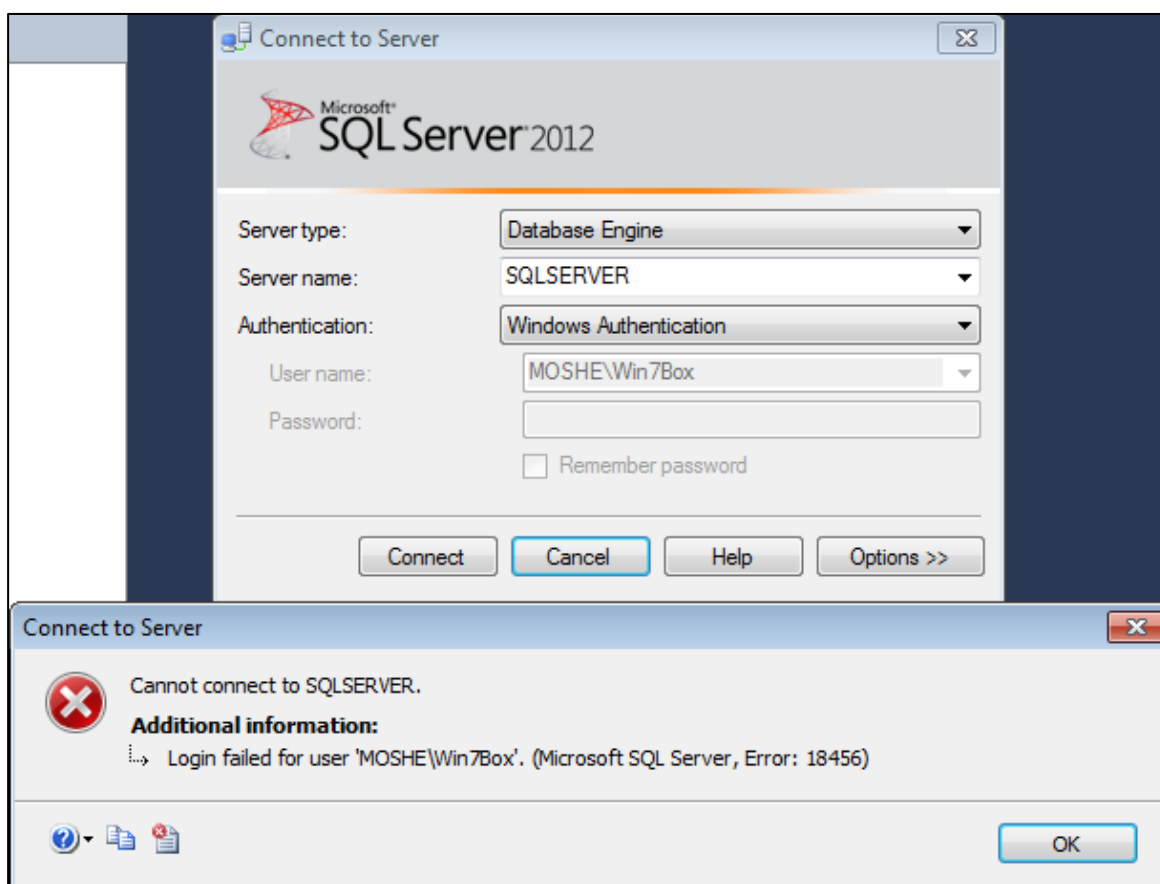 Connect to Server
Microsoft®
SQL Server® 2012
Server type:
Database Engine
Server name:
SQLSERVER
Authentication:
Windows Authentication
User name:
MOSHE\Win7Box
Password:
Remember password
Connect
Cancel
Help
Options >>
Connect to Server
Cannot connect to SQLSERVER.
Additional information:
Login failed for user 'MOSHE\Win7Box'. (Microsoft SQL Server, Error: 18456)
OK